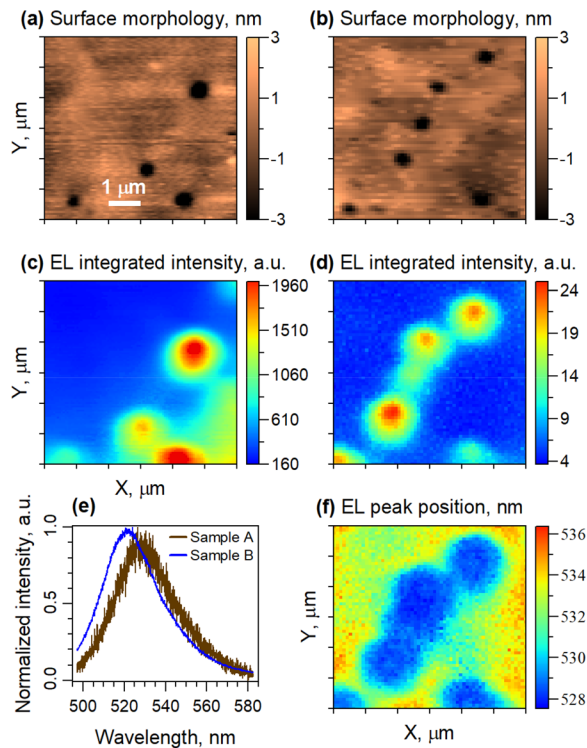 (a) Surface morphology, nm
(b) Surface morphology, nm
Y, µm
1 µm
3
1
-1
-3
Y, µm
3
1
-1
-3
(c) EL integrated intensity, a.u.
(d) EL integrated intensity, a.u.
Y, µm
X, µm
1960
1510
1060
610
160
Y, µm
24
19
14
9
4
(e)
(f) EL peak position, nm
Normalized intensity, a.u.
1.0
0.5
0.0
Sample A
Sample B
500 520 540 560 580
Wavelength, nm
Y, µm
X, µm
536
534
532
530
528